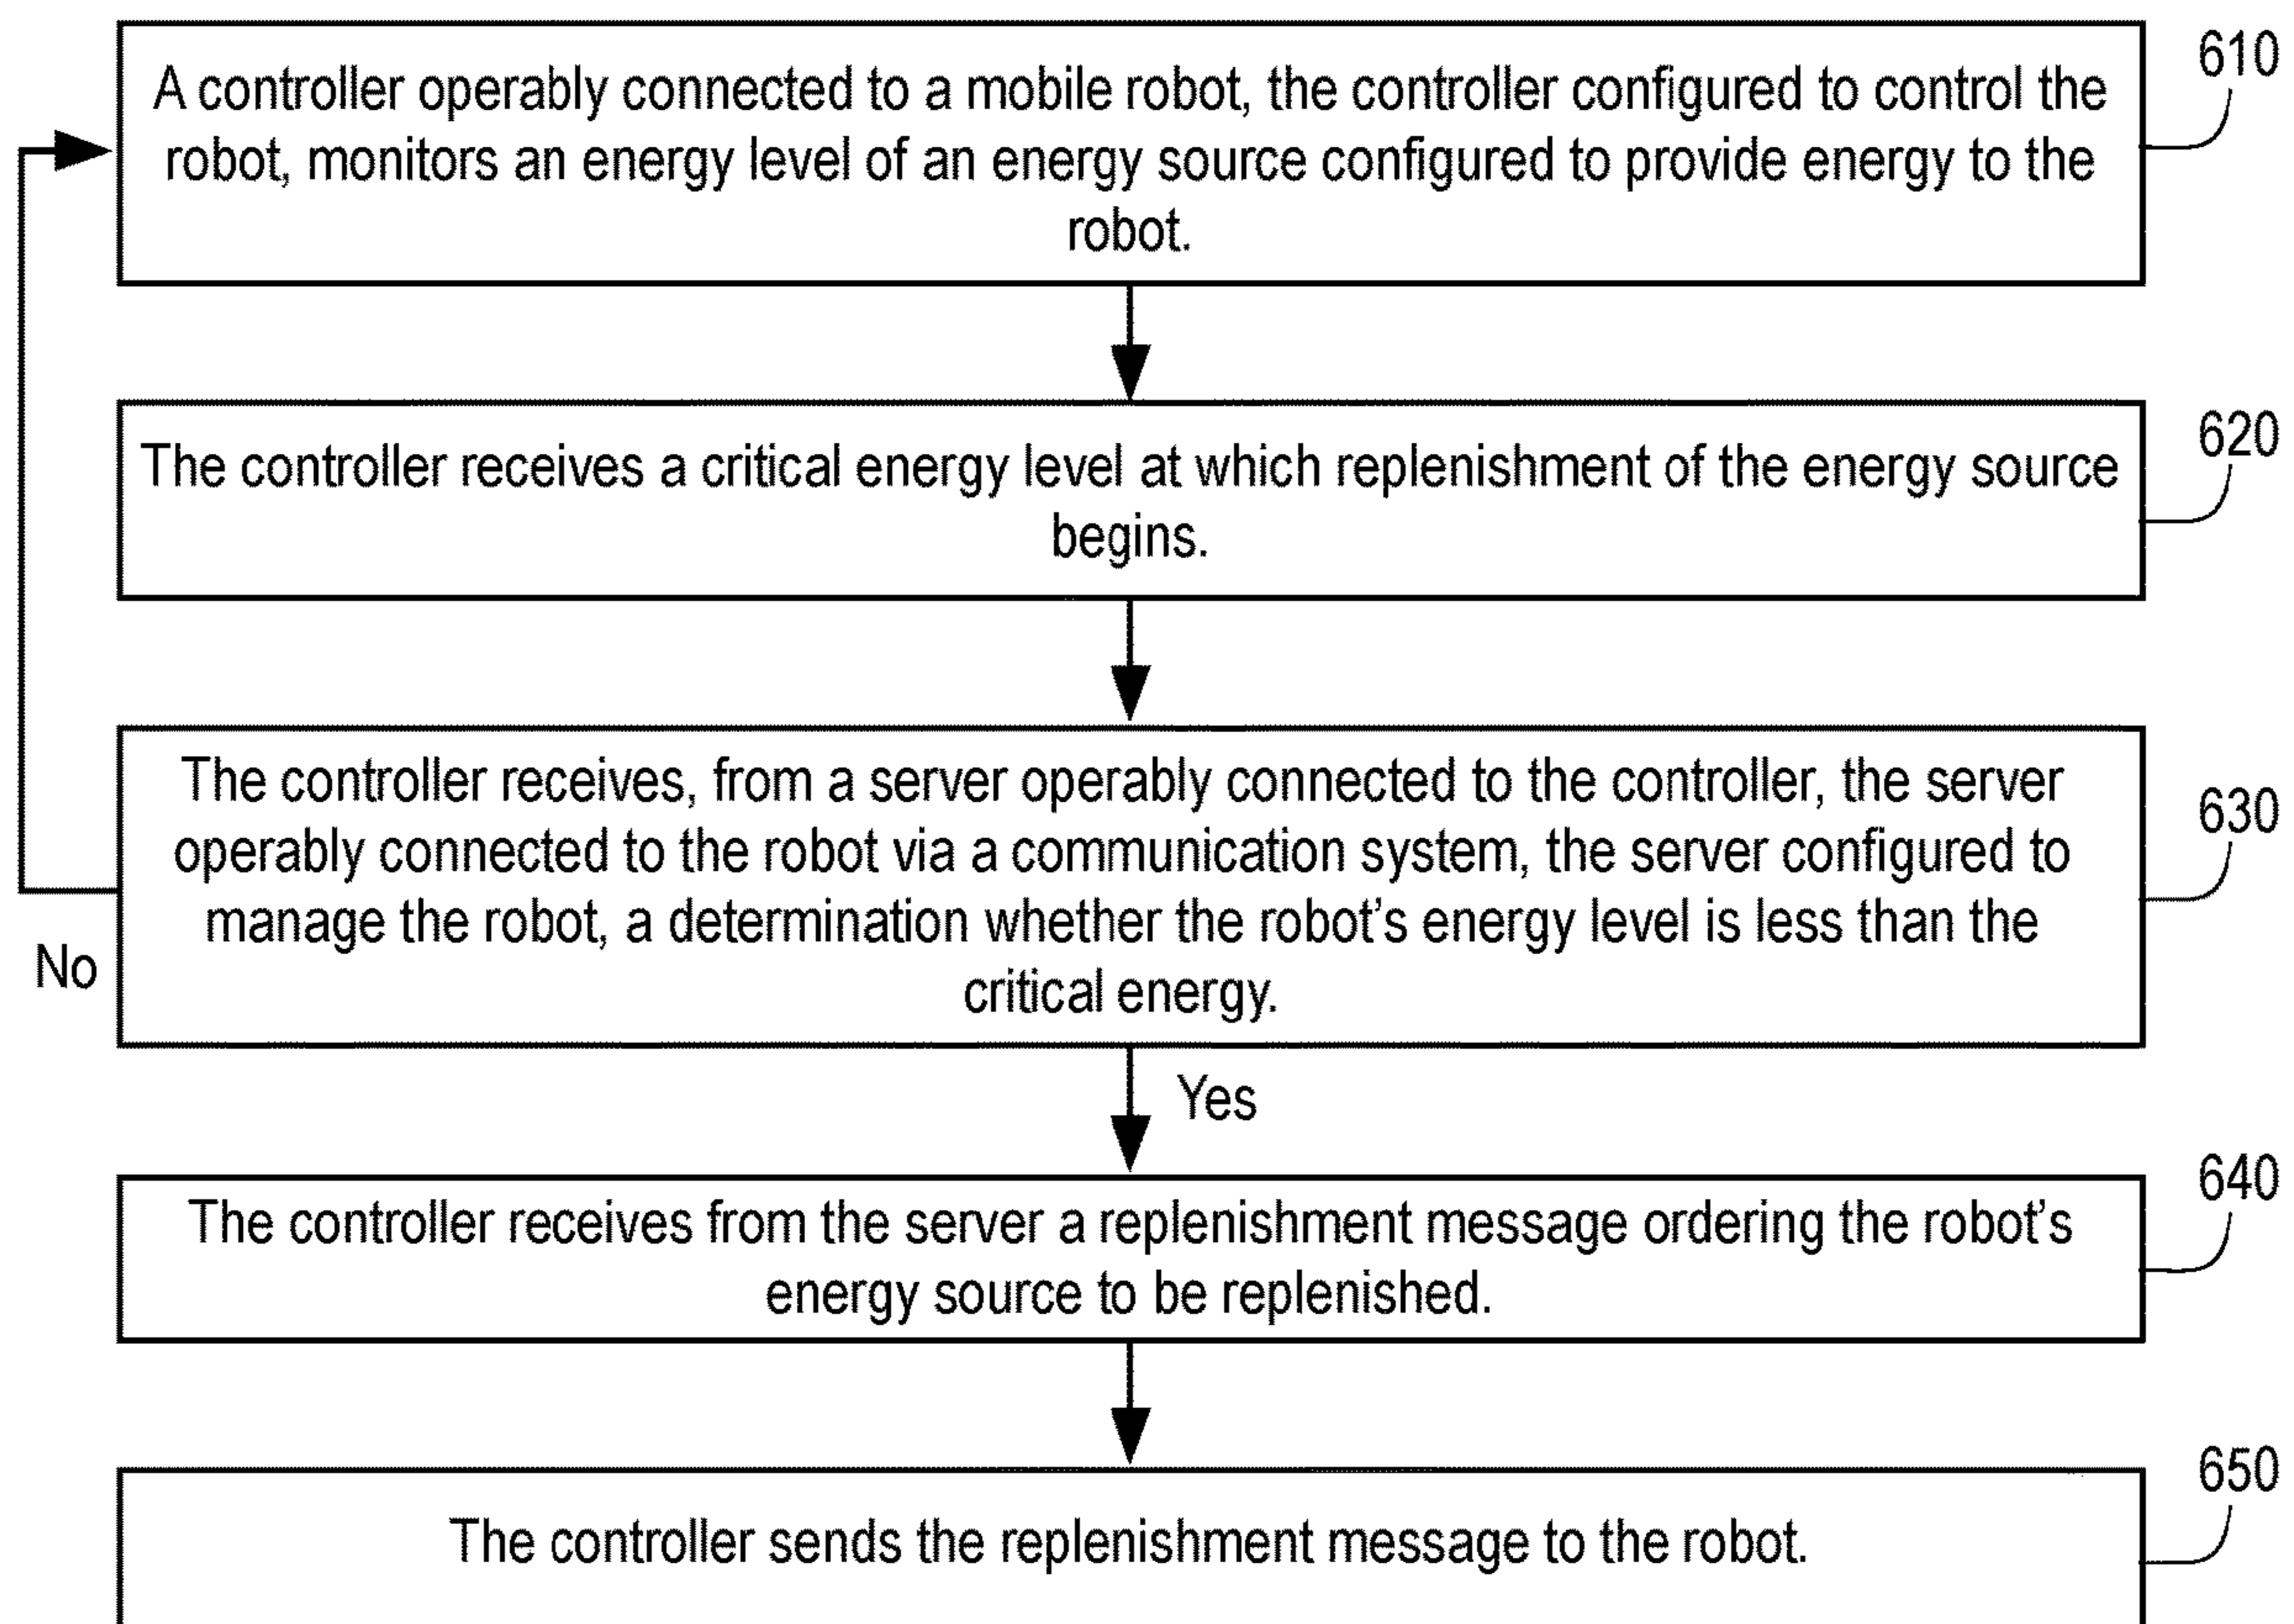 A controller operably connected to a mobile robot, the controller configured to control the
robot, monitors an energy level of an energy source configured to provide energy to the
robot.
610
The controller receives a critical energy level at which replenishment of the energy source
begins.
620
The controller receives, from a server operably connected to the controller, the server
operably connected to the robot via a communication system, the server configured to
manage the robot, a determination whether the robot's energy level is less than the
critical energy.
630
No
Yes
The controller receives from the server a replenishment message ordering the robot's
energy source to be replenished.
640
The controller sends the replenishment message to the robot.
650